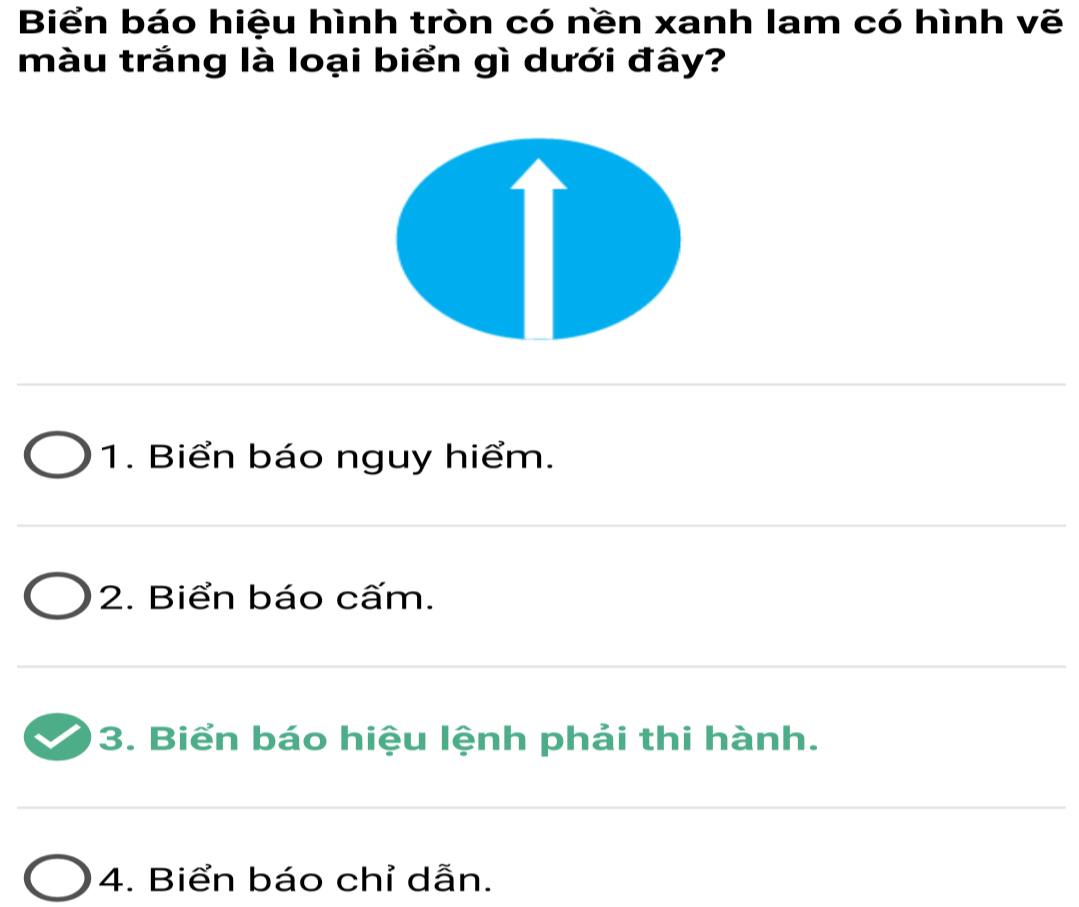 Biển báo hiệu hình tròn có nền xanh lam có hình vẽ
màu trắng là loại biển gì dưới đây?
1. Biển báo nguy hiểm.
2. Biển báo cấm.
3. Biển báo hiệu lệnh phải thi hành.
4. Biển báo chỉ dẫn.